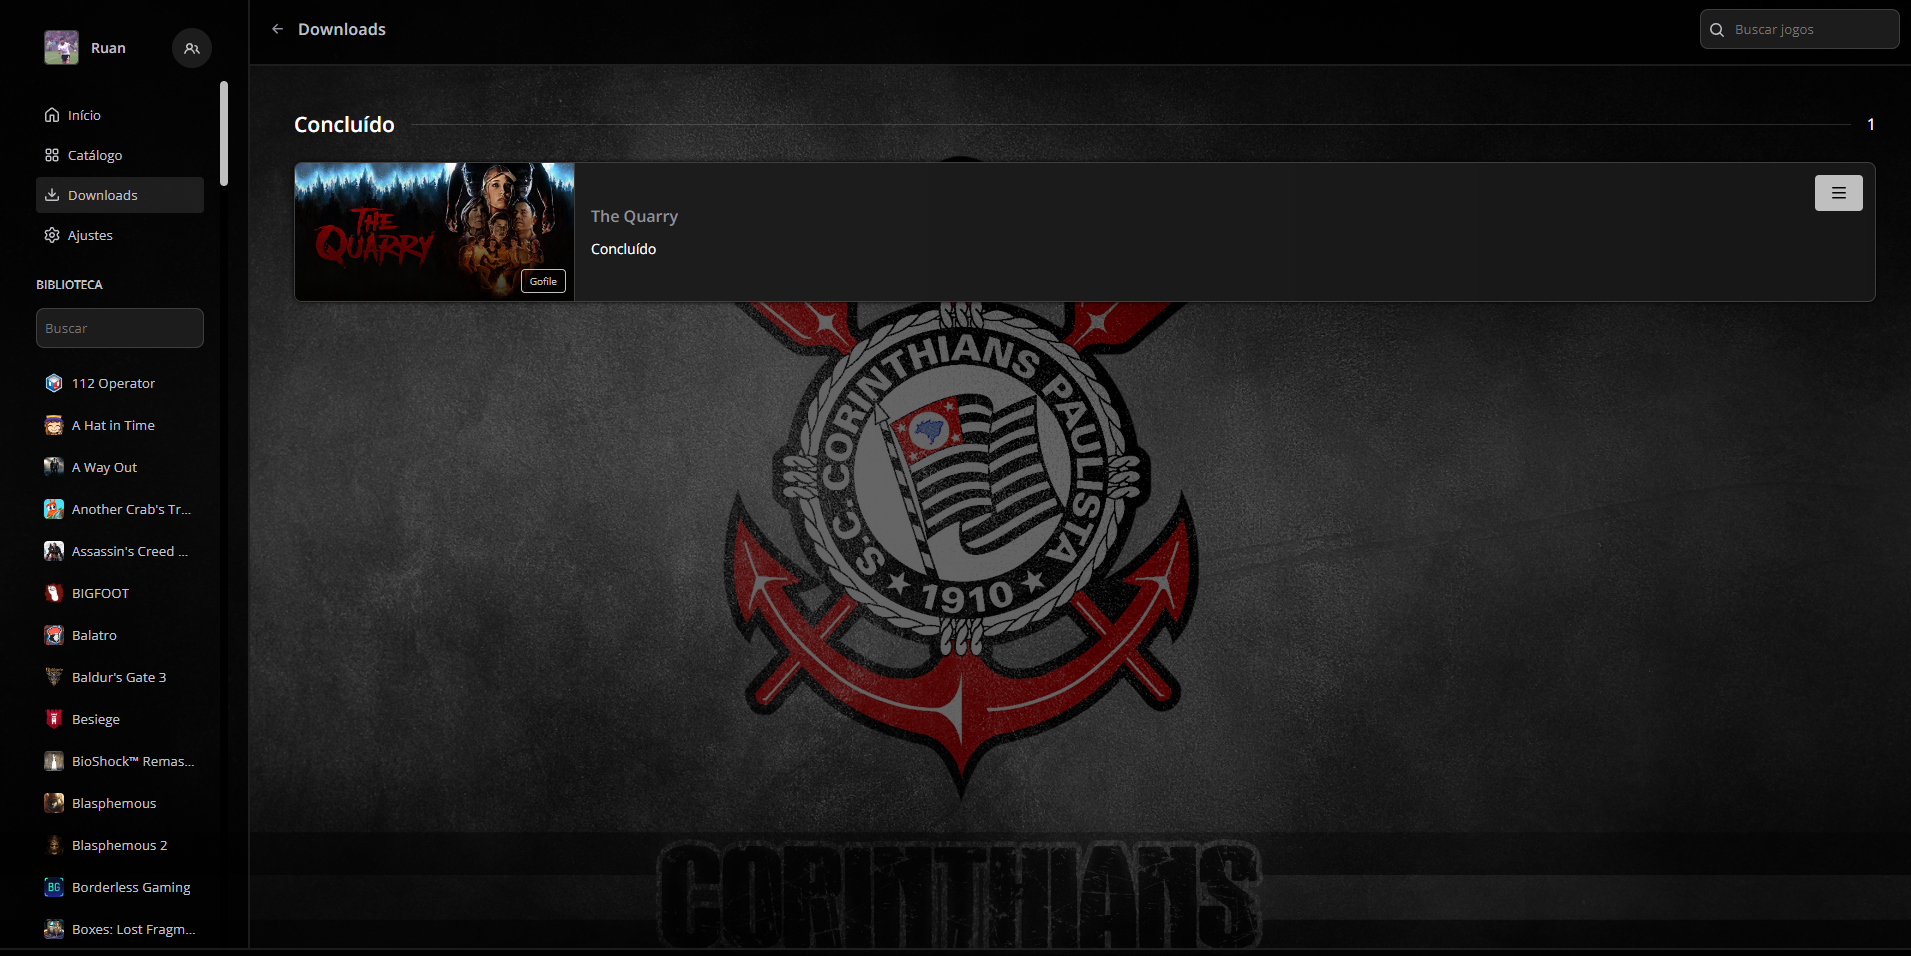 Ruan
Início
Catálogo
Downloads
Ajustes
BIBLIOTECA
Buscar
112 Operator
A Hat in Time
A Way Out
Another Crab's Tr...
Assassin's Creed ...
BIGFOOT
Balatro
Baldur's Gate 3
Besiege
BioShock™ Remas...
Blasphemous
Blasphemous 2
BG
Borderless Gaming
Boxes: Lost Fragm...
Downloads
Buscar jogos
Concluído
1
THE
QUARRY
Gofile
The Quarry
Concluído
S.C. CORINTHIANS PAULISTA
1910
CORINTHIANS